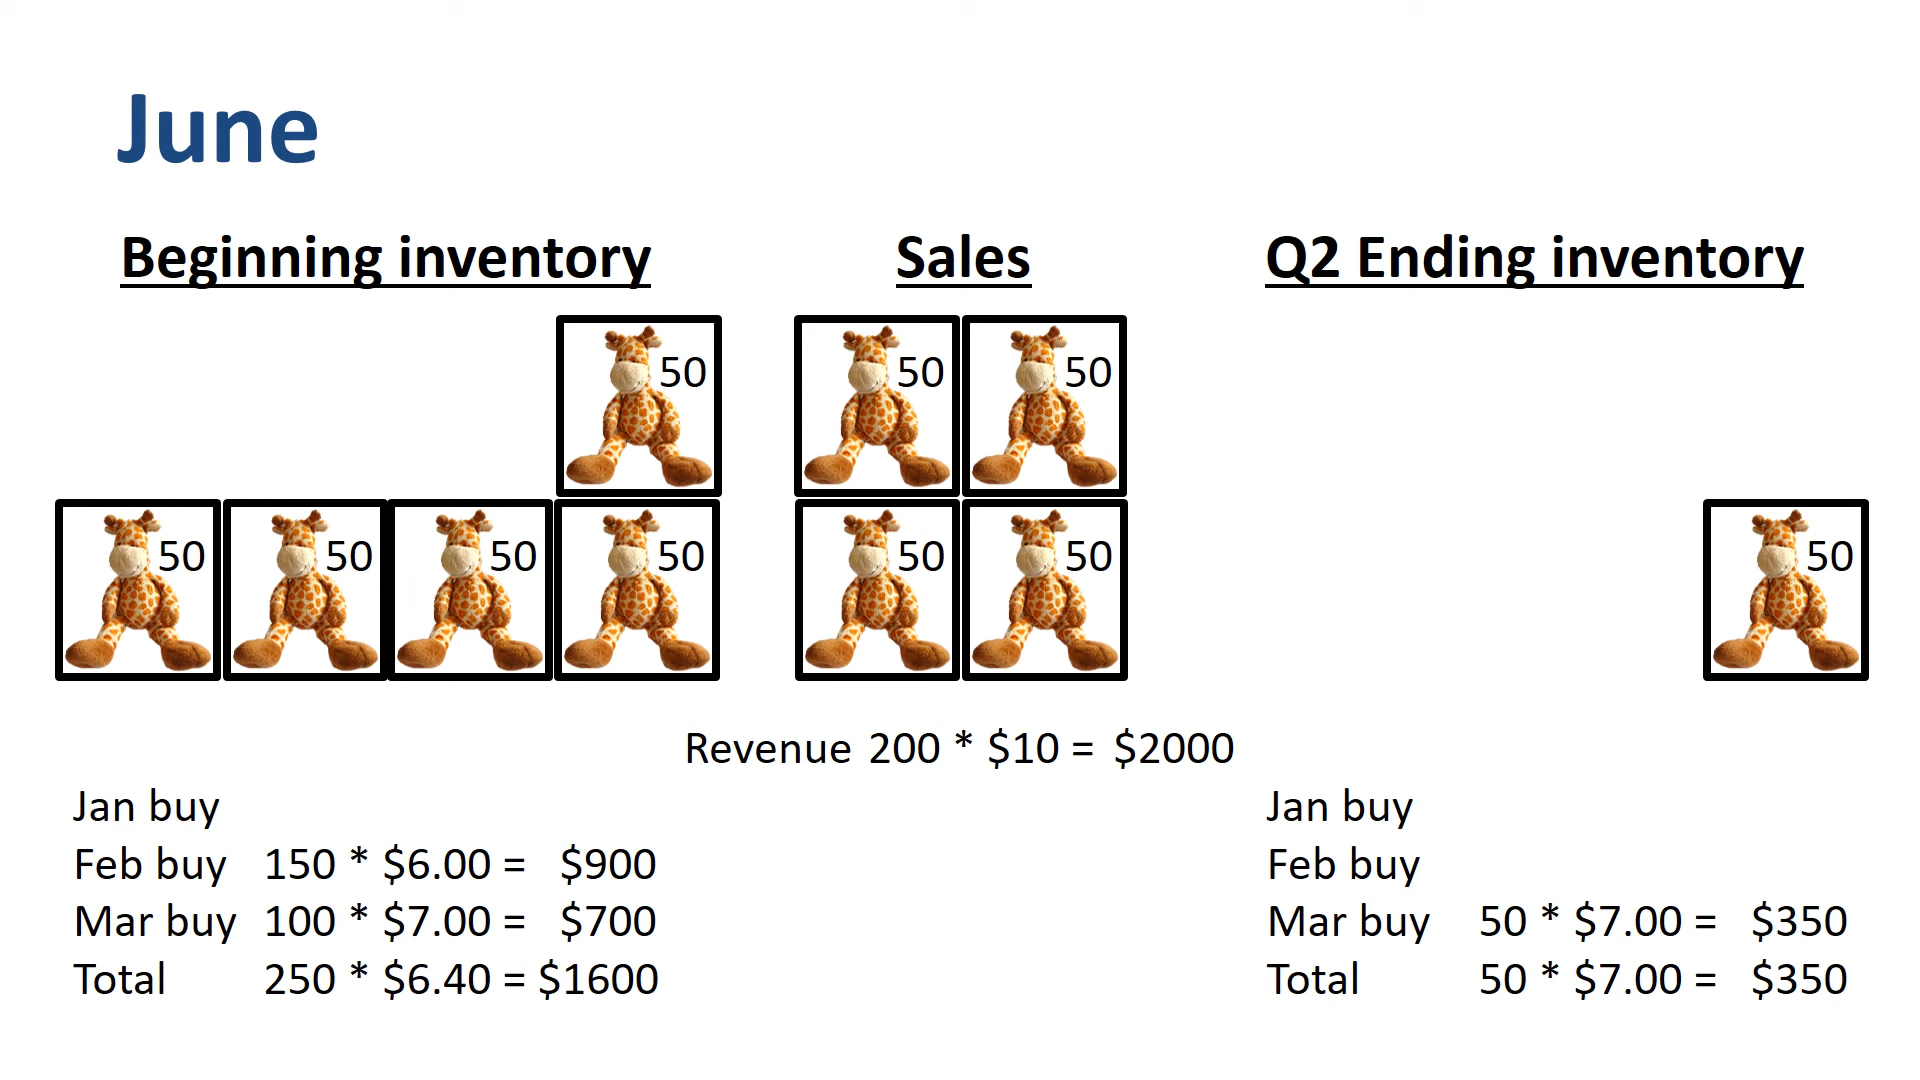 June
Beginning inventory
Sales
Q2 Ending inventory
50
50 50
50 50 50 50
50 50
50
Revenue 200 * $10 = $2000
Jan buy
Feb buy 150 * $6.00 = $900
Mar buy 100 * $7.00 = $700
Total 250 * $6.40 = $1600
Jan buy
Feb buy
Mar buy 50 * $7.00 = $350
Total 50 * $7.00 = $350